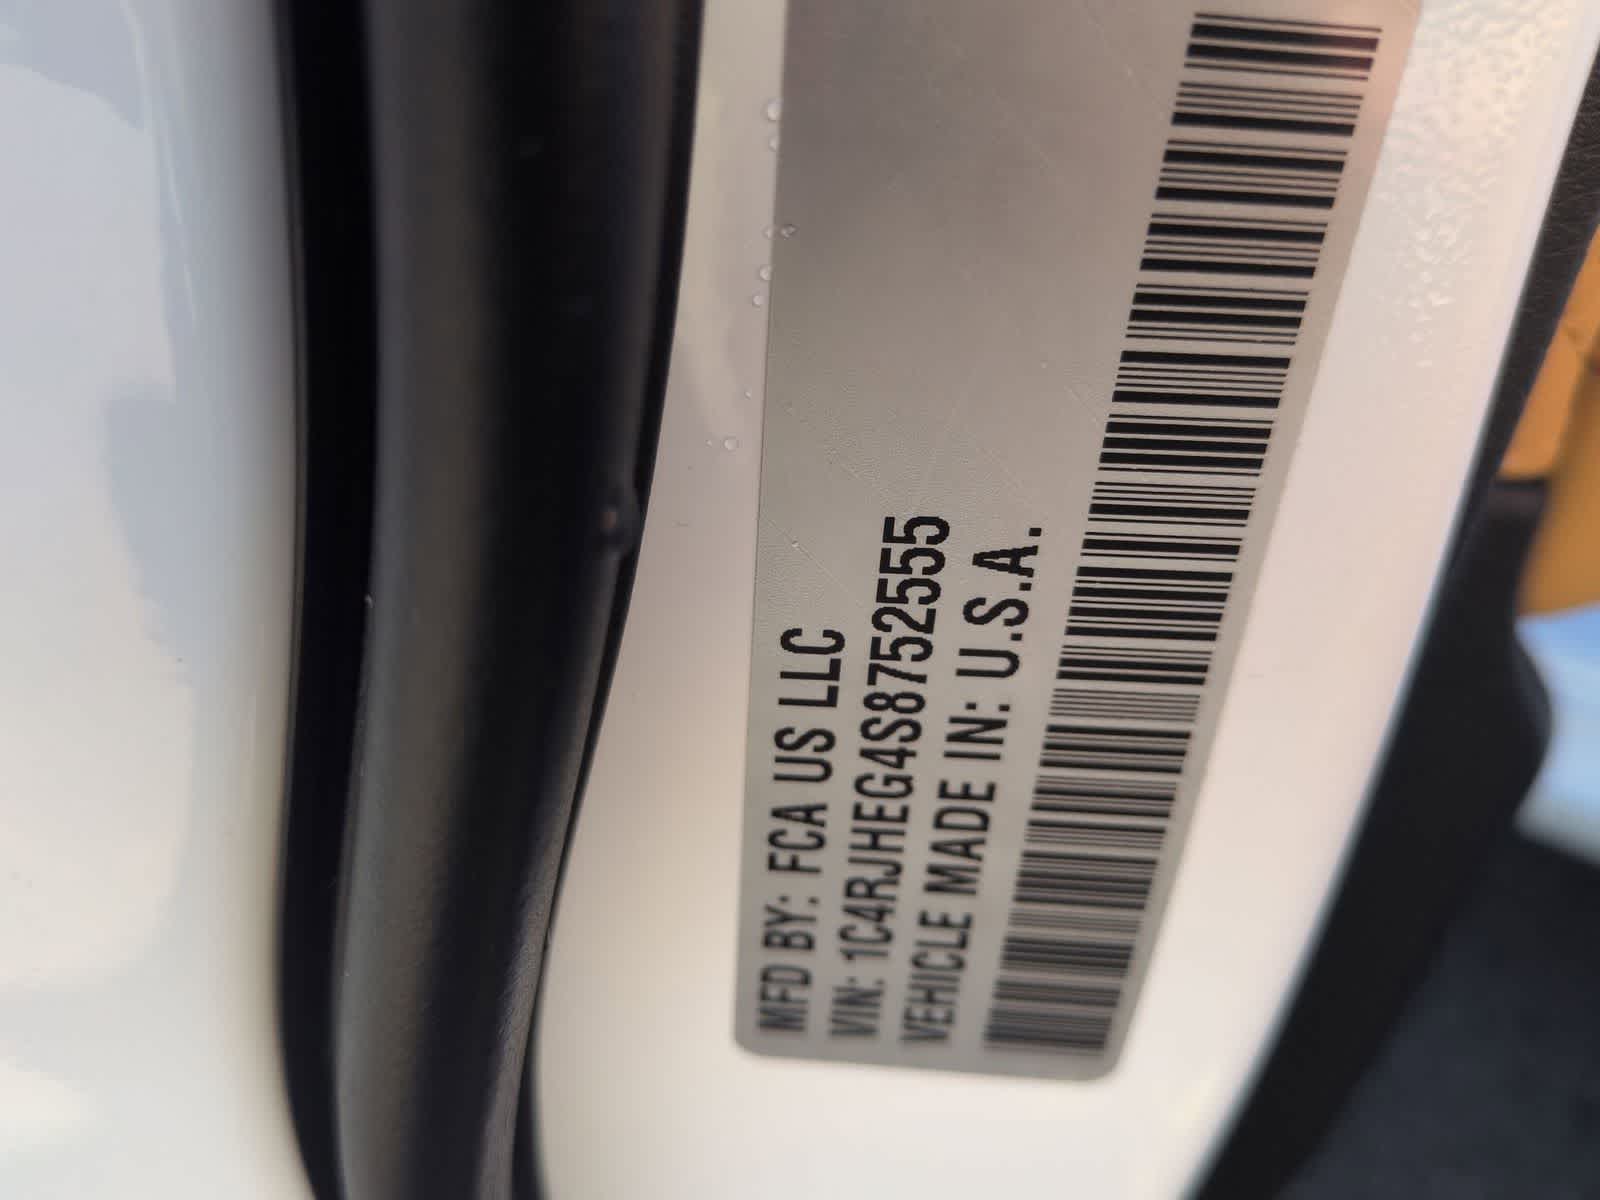 MFD BY: FCA US LLC
VIN: 1C4RJHEG4S8752555
VEHICLE MADE IN: U.S.A.